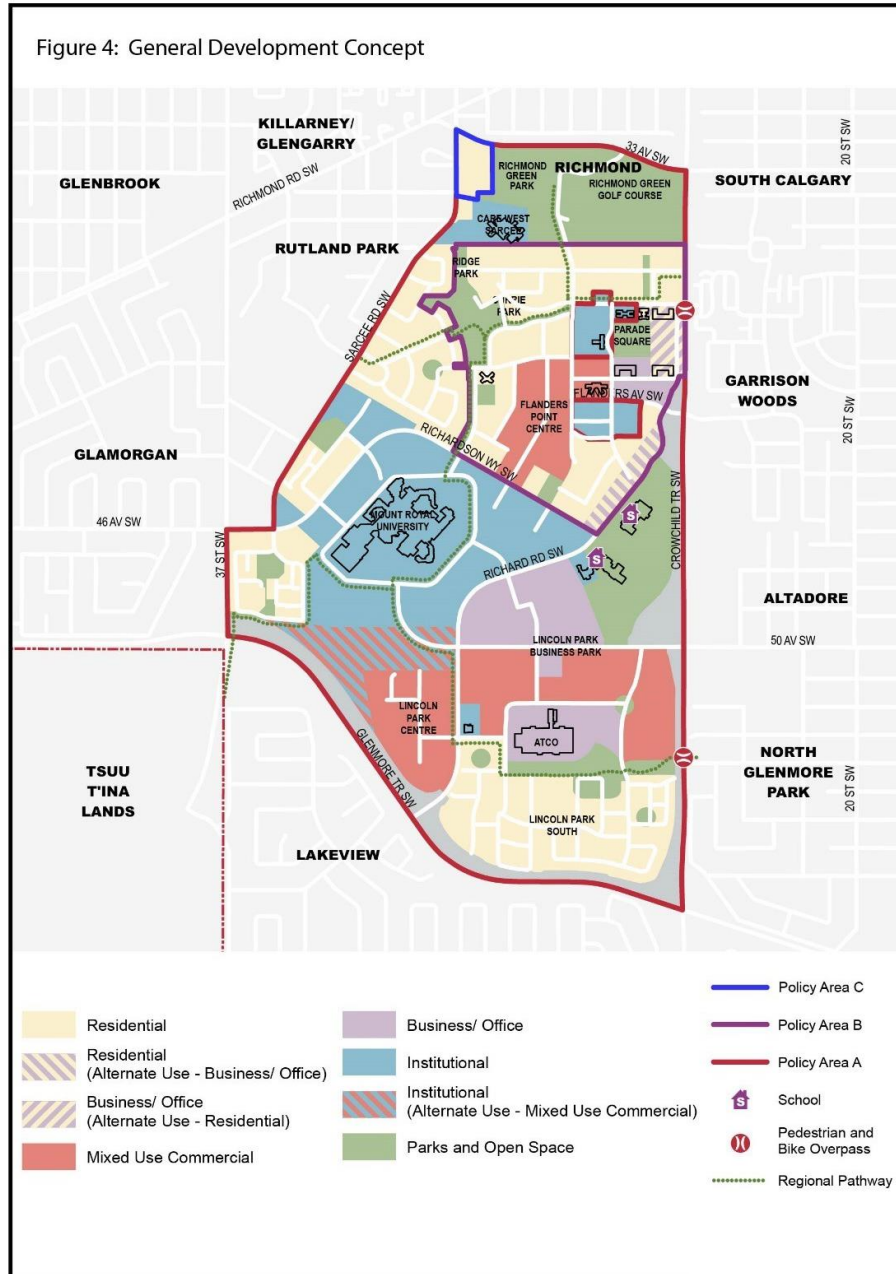 Figure 4: General Development Concept
KILLARNEY/
GLENGARRY
GLENBROOK
RICHMOND RD SW
RUTLAND PARK
33 AV SW
20 ST SW
RICHMOND
GREEN
PARK
RICHMOND
RICHMOND GREEN
GOLF COURSE
SOUTH CALGARY
SARCEE
RIDGE
PARK
PARK
PARADE
SQUARE
SARCEE RD SW
FLANDERS AV SW
GARRISON
WOODS
20 ST SW
FLANDERS
POINT
CENTRE
GLAMORGAN
RICHARDSON WY SW
46 AV SW
37 ST SW
MOUNT ROYAL
UNIVERSITY
S
S
CROWCHILD TR SW
RICHARD RD SW
ALTADORE
50 AV SW
LINCOLN PARK
BUSINESS PARK
LINCOLN
PARK
CENTRE
ATCO
GLENMORE TR SW
TSUU
T'INA
LANDS
NORTH
GLENMORE
PARK
20 ST SW
LINCOLN PARK
SOUTH
LAKEVIEW
Residential
Residential
(Alternate Use - Business/ Office)
Business/ Office
(Alternate Use - Residential)
Mixed Use Commercial
Business/ Office
Institutional
Institutional
(Alternate Use - Mixed Use Commercial)
Parks and Open Space
Policy Area C
Policy Area B
Policy Area A
S
School
Pedestrian and
Bike Overpass
Regional Pathway